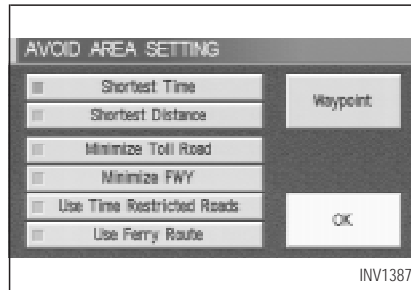 AVOID AREA SETTING
Shortest Time
Shortest Distance
Waypoint
Minimize Toll Road
Minimize FWY
Use Time Restricted Roads
Use Ferry Route
OK
INV1387